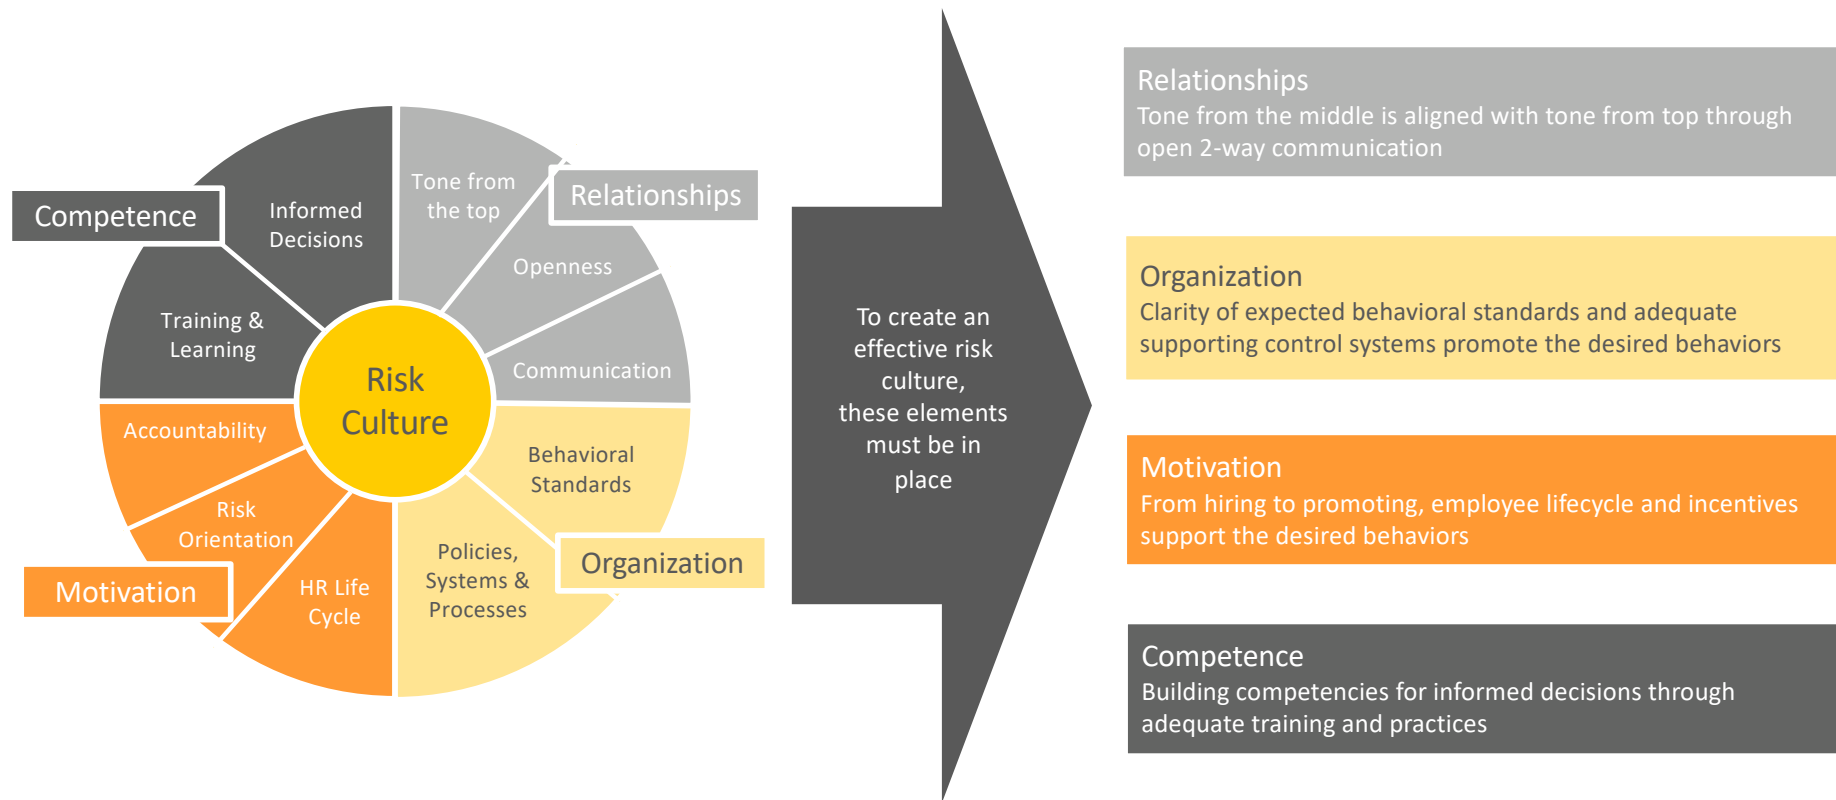 Competence
Informed
Decisions
Training &
Learning
Tone from
the top
Relationships
Openness
Communication
Risk
Culture
Accountability
Risk
Orientation
Motivation
HR Life
Cycle
Behavioral
Standards
Organization
Policies,
Systems &
Processes
To create an
effective risk
culture,
these elements
must be in
place
Relationships
Tone from the middle is aligned with tone from top through
open 2-way communication
Organization
Clarity of expected behavioral standards and adequate
supporting control systems promote the desired behaviors
Motivation
From hiring to promoting, employee lifecycle and incentives
support the desired behaviors
Competence
Building competencies for informed decisions through
adequate training and practices